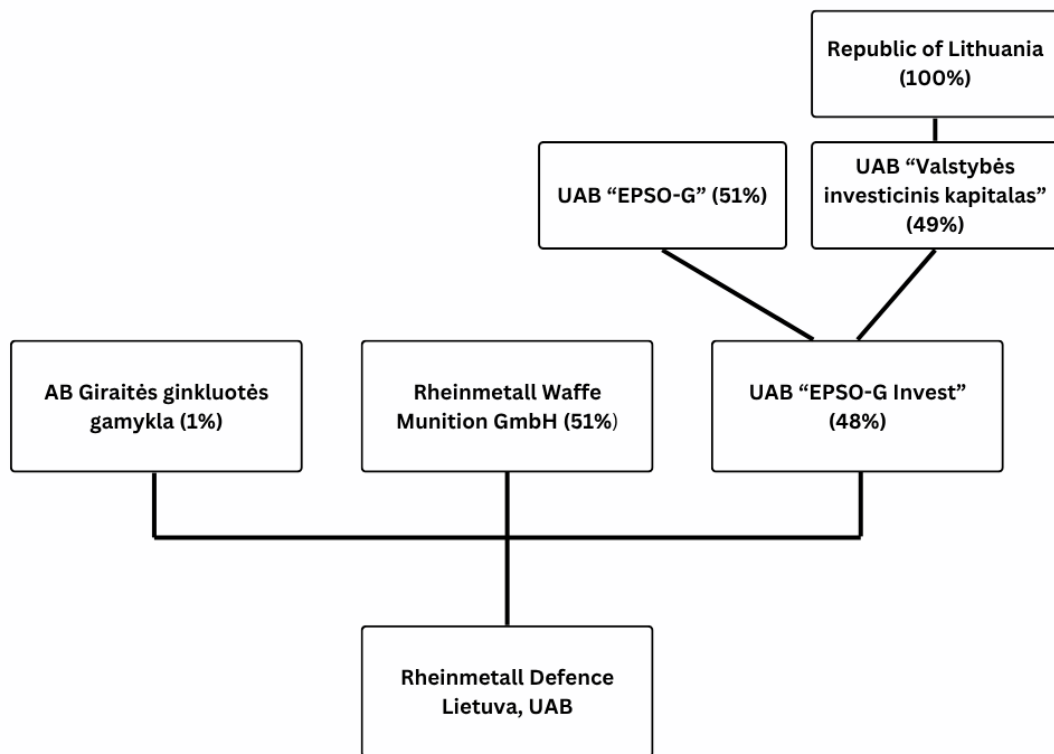 Republic of Lithuania
(100%)
UAB “EPSO-G” (51%)
UAB “Valstybės
investicinis kapitalas”
(49%)
AB Giraitės ginkluotės
gamykla (1%)
Rheinmetall Waffe
Munition GmbH (51%)
UAB “EPSO-G Invest”
(48%)
Rheinmetall Defence
Lietuva, UAB